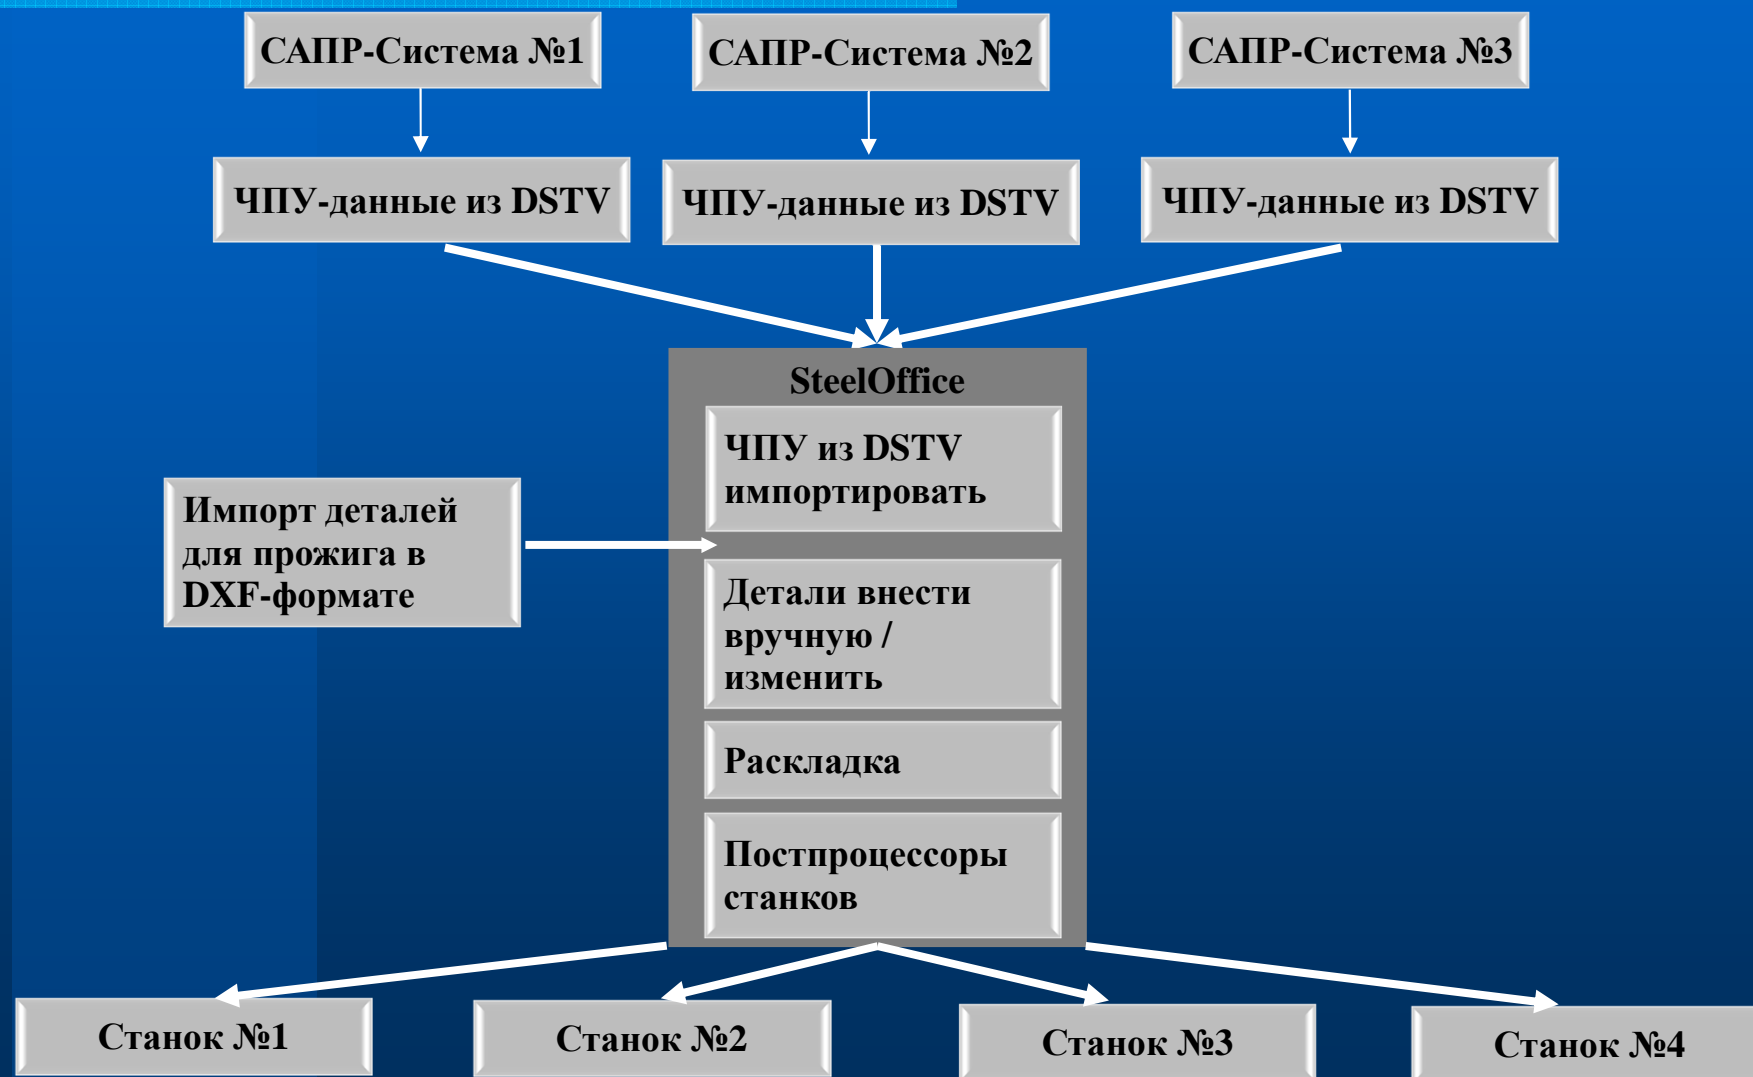 САПР-Система №1
САПР-Система №2
САПР-Система №3
ЧПУ-данные из DSTV
ЧПУ-данные из DSTV
ЧПУ-данные из DSTV
SteelOffice
ЧПУ из DSTV
импортировать
Импорт деталей
для прожига в
DXF-формате
Детали внести
вручную /
изменить
Раскладка
Постпроцессоры
станков
Станок №1
Станок №2
Станок №3
Станок №4